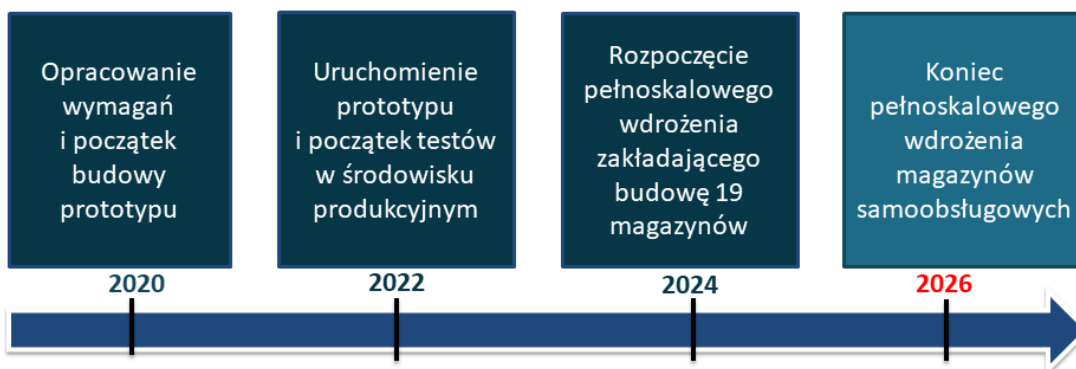 Opracowanie
wymagań
i początek
budowy
prototypu
2020
Uruchomienie
prototypu
i początek testów
w środowisku
produkcyjnym
2022
Rozpoczęcie
pełnoskalowego
wdrożenia
zakładającego
budowę 19
magazynów
2024
Koniec
pełnoskalowego
wdrożenia
magazynów
samoobsługowych
2026